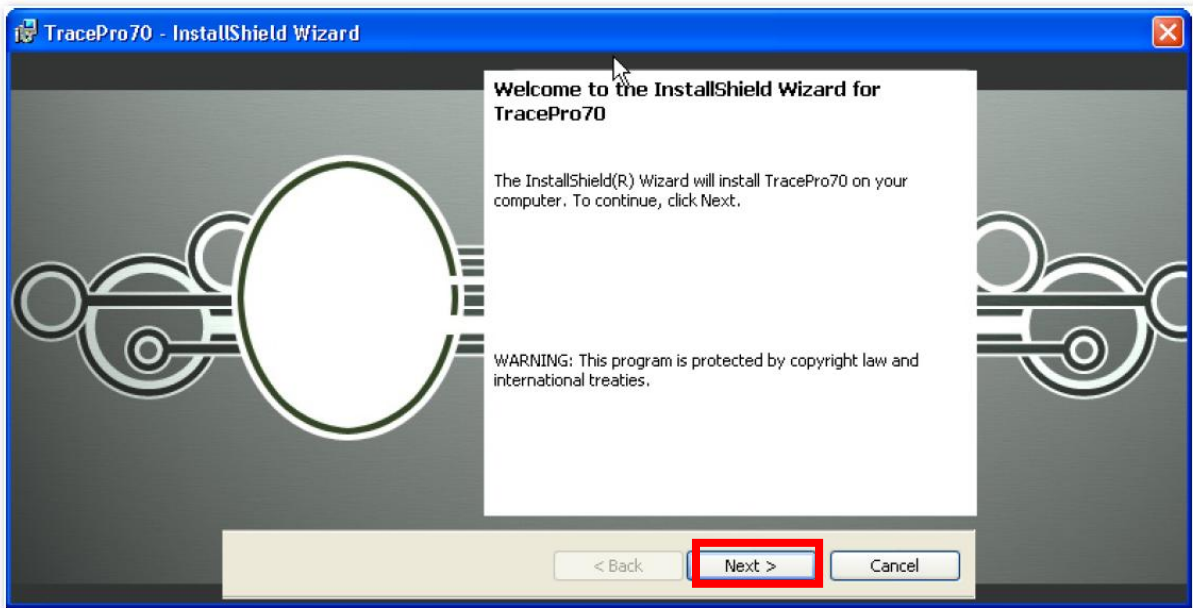 TracePro70 - InstallShield Wizard
Welcome to the InstallShield Wizard for
TracePro70
The InstallShield(R) Wizard will install TracePro70 on your
computer. To continue, click Next.
WARNING: This program is protected by copyright law and
international treaties.
< Back Next > Cancel